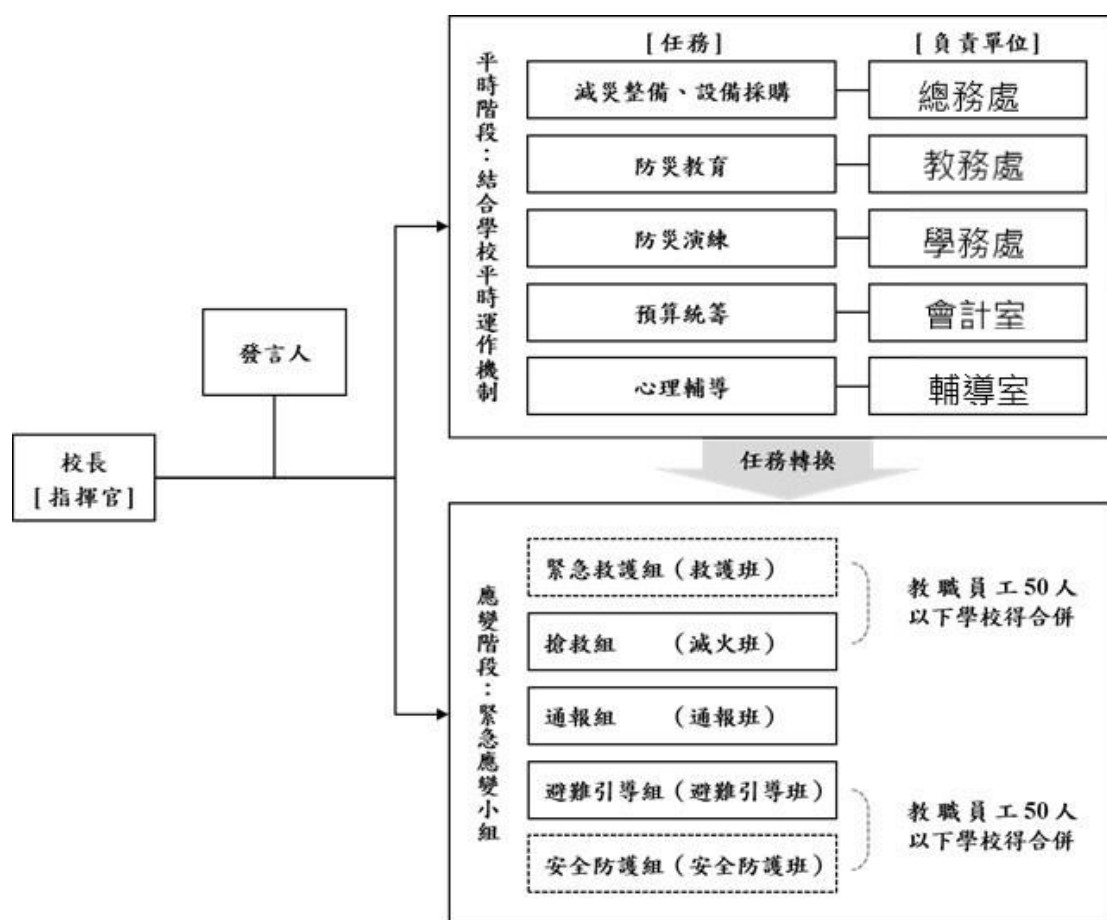 [任務] [負責單位]
平時階段：結合學校平時運作機制
減災整備、設備採購 總務處
防災教育 教務處
防災演練 學務處
預算統籌 會計室
心理輔導 輔導室
發言人
校長
[指揮官]
任務轉換
應變階段：緊急應變小組
緊急救護組（救護班）
搶救組　　（滅火班）
教職員工50人
以下學校得合併
通報組　　（通報班）
避難引導組（避難引導班）
安全防護組（安全防護班）
教職員工50人
以下學校得合併